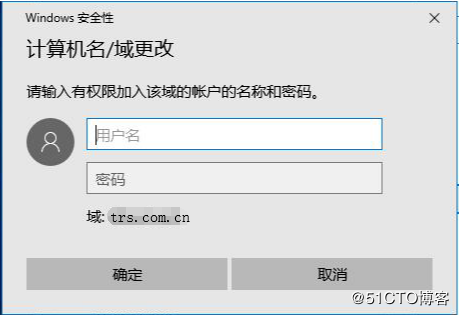 Windows 安全性
计算机名/域更改
请输入有权限加入该域的帐户的名称和密码。
用户名
密码
域: trs.com.cn
确定 取消
@51CTO博客